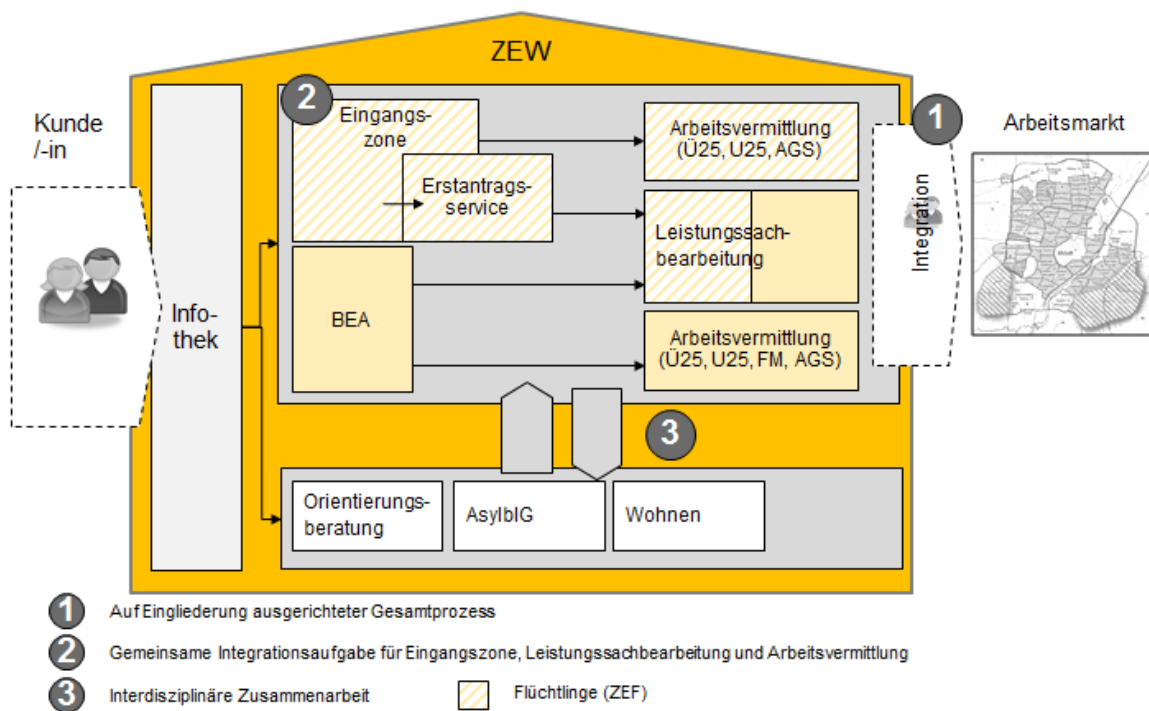 ZEW
Kunde
/-in
Info-
thek
2
Eingangs-
zone
Erstantrags-
service
BEA
Arbeitsvermittlung
(Ü25, U25, AGS)
Leistungssach-
bearbeitung
Arbeitsvermittlung
(Ü25, U25, FM, AGS)
1
Integration
Arbeitsmarkt
3
Orientierungs-
beratung
AsylblG
Wohnen
1 Auf Eingliederung ausgerichteter Gesamtprozess
2 Gemeinsame Integrationsaufgabe für Eingangszone, Leistungssachbearbeitung und Arbeitsvermittlung
3 Interdisziplinäre Zusammenarbeit
Flüchtlinge (ZEF)